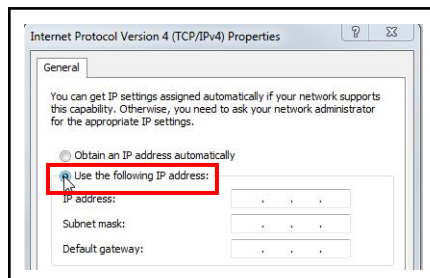 Internet Protocol Version 4 (TCP/IPv4) Properties
General
You can get IP settings assigned automatically if your network supports
this capability. Otherwise, you need to ask your network administrator
for the appropriate IP settings.
Obtain an IP address automatically
Use the following IP address:
IP address: . . .
Subnet mask: . . .
Default gateway: . . .